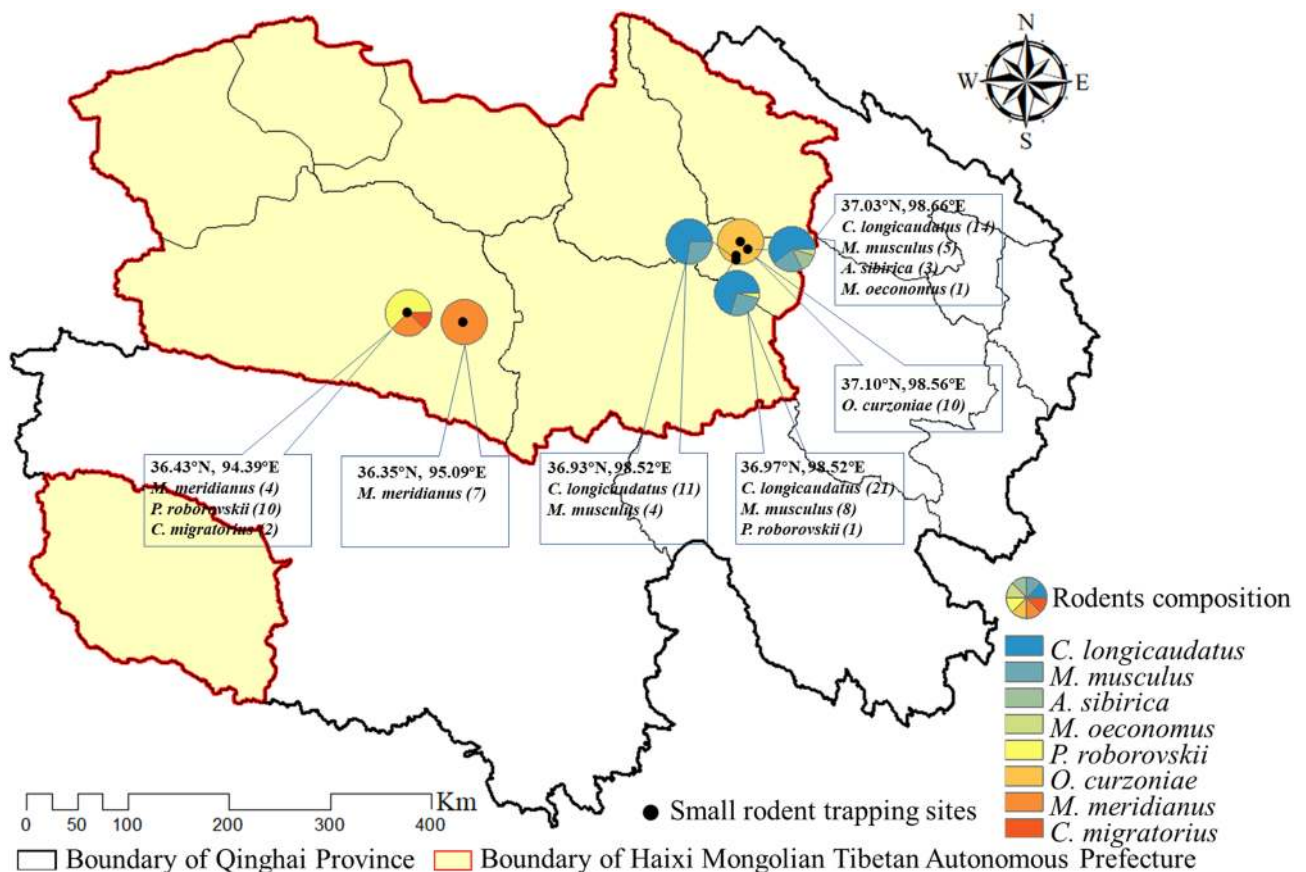 N
W E
S
37.03°N, 98.66°E
C. longicaudatus (14)
M. musculus (5)
A. sibirica (3)
M. oeconomus (1)
37.10°N, 98.56°E
O. curzoniae (10)
36.43°N, 94.39°E
M. meridianus (4)
P. roborovskii (10)
C. migratorius (2)
36.35°N, 95.09°E
M. meridianus (7)
36.93°N, 98.52°E
C. longicaudatus (11)
M. musculus (4)
36.97°N, 98.52°E
C. longicaudatus (21)
M. musculus (8)
P. roborovskii (1)
Rodents composition
C. longicaudatus
M. musculus
A. sibirica
M. oeconomus
P. roborovskii
O. curzoniae
M. meridianus
C. migratorius
Km
0 50 100 200 300 400
Small rodent trapping sites
Boundary of Qinghai Province
Boundary of Haixi Mongolian Tibetan Autonomous Prefecture